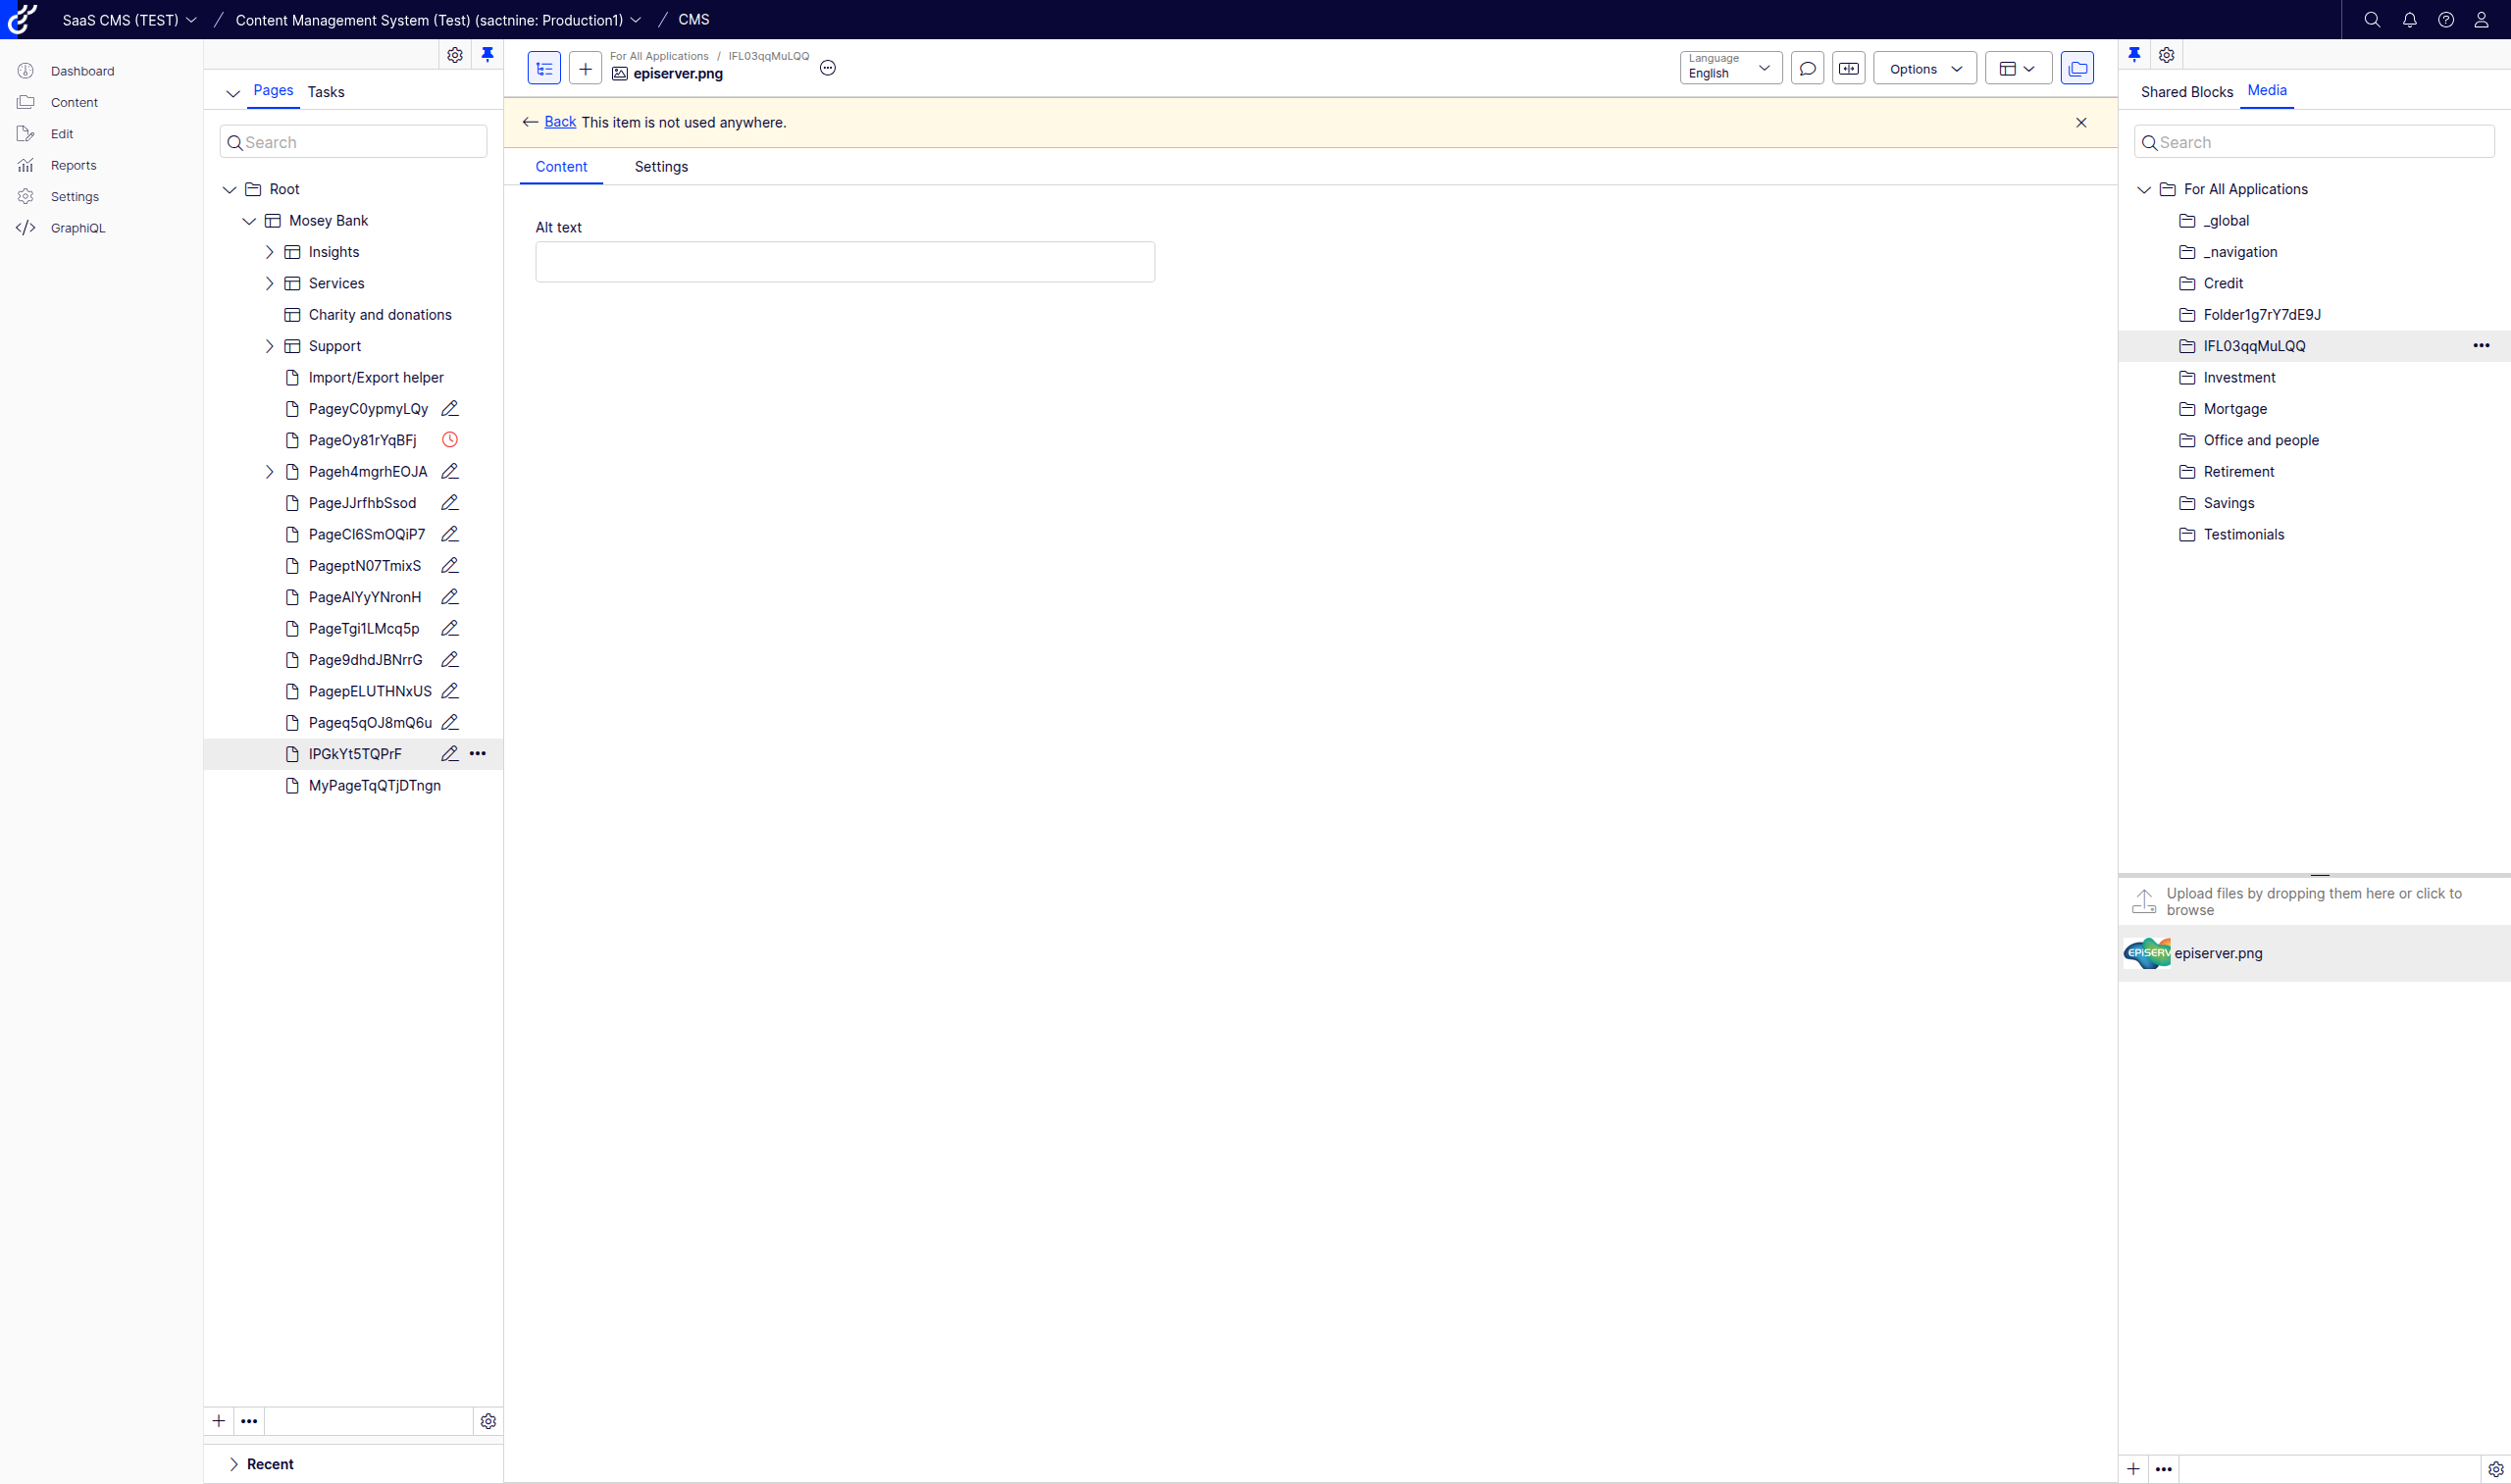 SaaS CMS (TEST) / Content Management System (Test) (sactnine: Production1) / CMS
Dashboard
Content
Edit
Reports
Settings
GraphiQL
Pages Tasks
Search
Root
Mosey Bank
Insights
Services
Charity and donations
Support
Import/Export helper
PageyC0ypmyLQy
PageOy81rYqBFj
Pageh4mgrhEOJA
PageJJrfhbSsod
PageCl6SmOQiP7
PageptN07TmixS
PageAlYyYNronH
PageTgi1LMcq5p
Page9dhdJBNrrG
PagepELUTHNxUS
Pageq5qOJ8mQ6u
IPGkYt5TQPrF
MyPageTqQTjDTngn
Recent
For All Applications / IFL03qqMuLQQ
episerver.png
Language
English
Options
Back This item is not used anywhere.
Content Settings
Alt text
Shared Blocks Media
Search
For All Applications
_global
_navigation
Credit
Folder1g7rY7dE9J
IFL03qqMuLQQ
Investment
Mortgage
Office and people
Retirement
Savings
Testimonials
Upload files by dropping them here or click to
browse
EPiSERV episerver.png